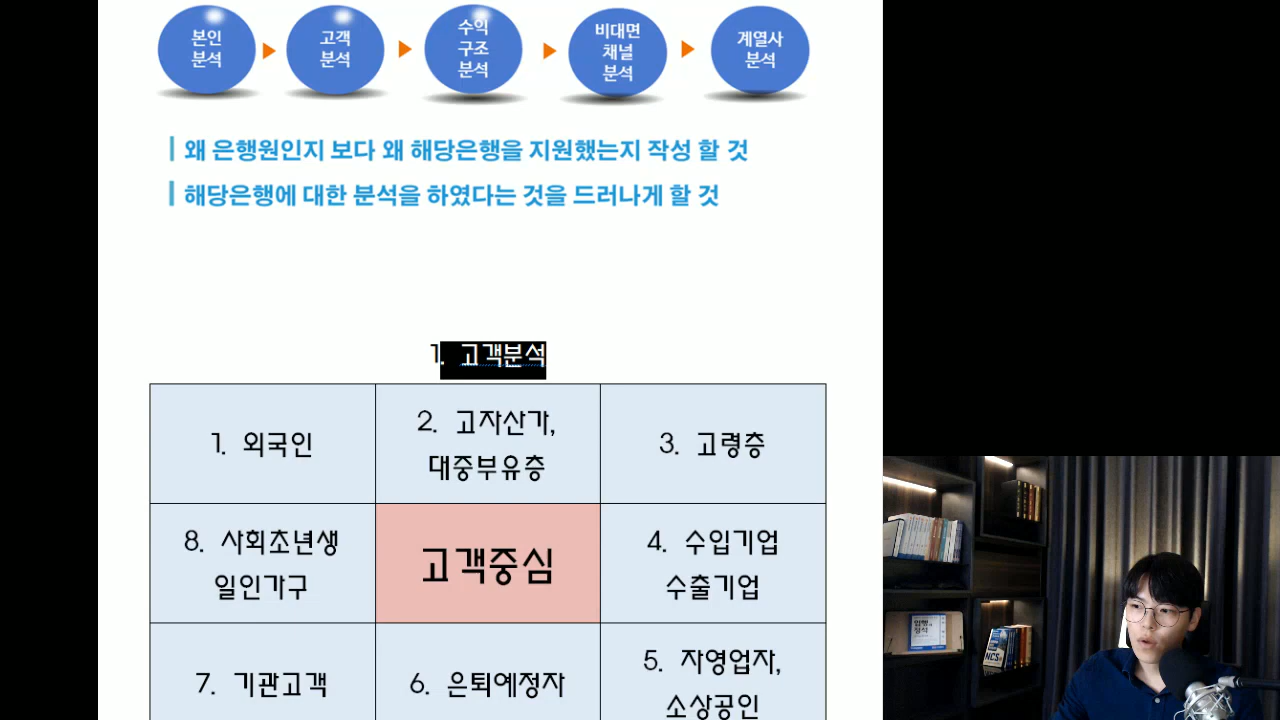 본인
분석
고객
분석
수익
구조
분석
비대면
채널
분석
계열사
분석
왜 은행원인지 보다 왜 해당은행을 지원했는지 작성 할 것
해당은행에 대한 분석을 하였다는 것을 드러나게 할 것
1. 고객분석
1. 외국인
2. 고자산가,
대중부유층
3. 고령층
8. 사회초년생
일인가구
고객중심
4. 수입기업
수출기업
7. 기관고객
6. 은퇴예정자
5. 자영업자,
소상공인
NCS